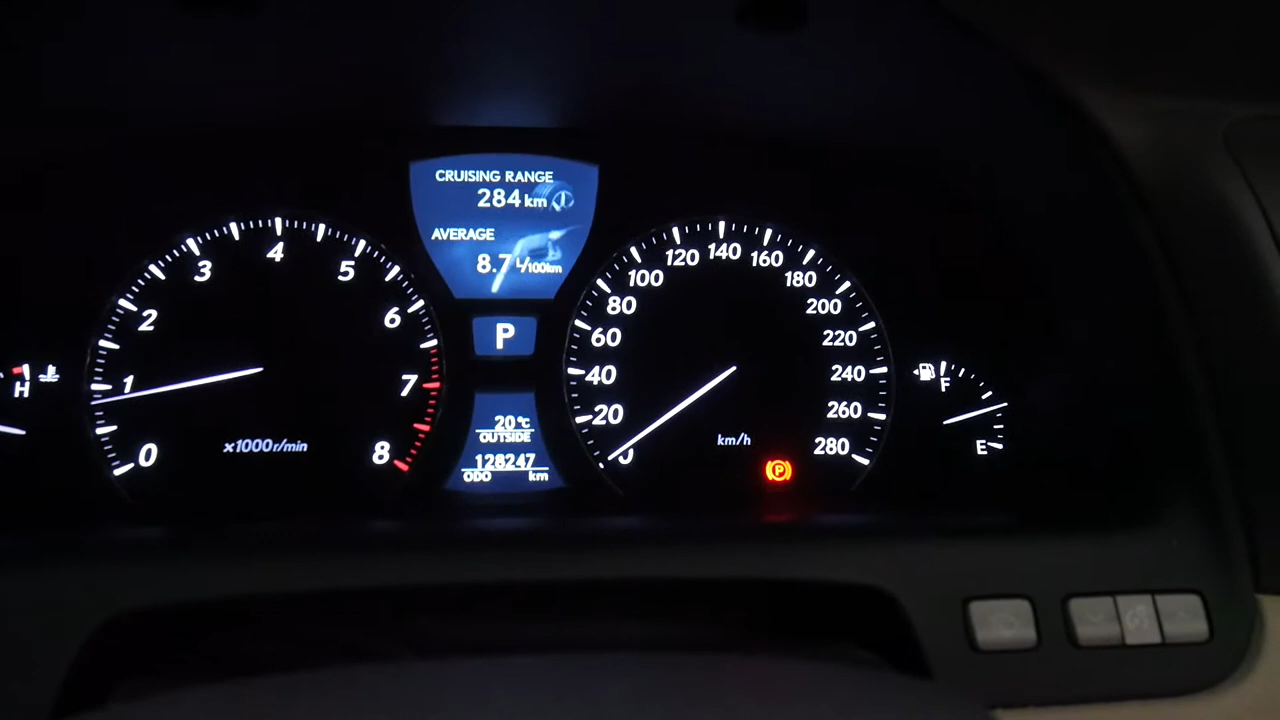 CRUISING RANGE
284 km
AVERAGE
8.7 L/100km
P
20°C
OUTSIDE
128247
ODO km
H
0
1
2
3
4
5
6
7
8
x1000r/min
0
20
40
60
80
100
120
140
160
180
200
220
240
260
280
km/h
P
F
E